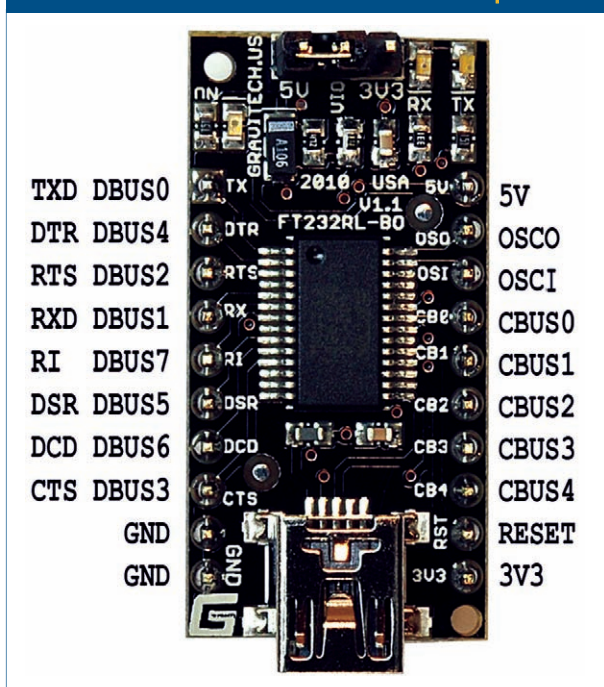 5V VIO 3V3 RX TX
NU
GRAVITECH.US
A106
2010 USA
V1.1
FT232RL-BO
TXD DBUS0 TX 5V 5V
DTR DBUS4 DTR OSO OSCO
RTS DBUS2 RTS OSI OSCI
RXD DBUS1 RX CB0 CBUS0
RI DBUS7 RI CB1 CBUS1
DSR DBUS5 DSR CB2 CBUS2
DCD DBUS6 DCD CB3 CBUS3
CTS DBUS3 CTS CB4 CBUS4
GND RST RESET
GND GND 3V3 3V3